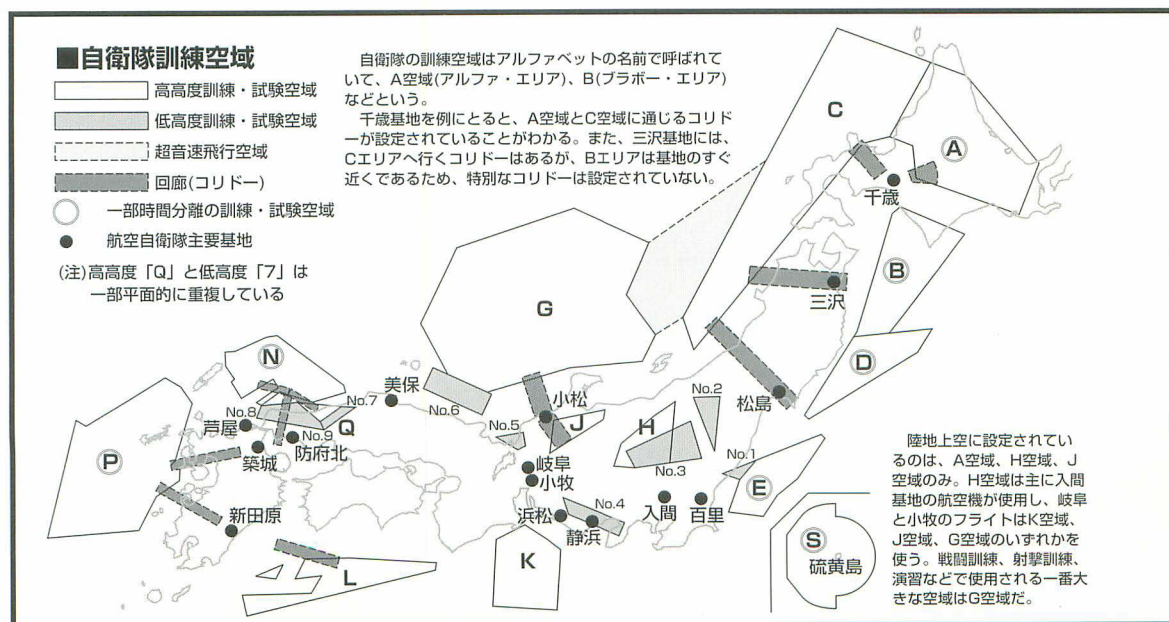 ■自衛隊訓練空域
高高度訓練・試験空域
低高度訓練・試験空域
超音速飛行空域
回廊(コリドー)
一部時間分離の訓練・試験空域
航空自衛隊主要基地
(注)高高度「Q」と低高度「7」は
一部平面的に重複している
自衛隊の訓練空域はアルファベットの名前で呼ばれ
ていて、A空域(アルファ・エリア)、B(ブラボー・エリア)
などという。
千歳基地を例にとると、A空域とC空域に通じるコリド
ーが設定されていることがわかる。また、三沢基地には、
Cエリアへ行くコリドーはあるが、Bエリアは基地のすぐ
近くであるため、特別なコリドーは設定されていない。
C
A
千歳
B
三沢
G
D
N
美保
No.7
No.6
小松
No.2
松島
No.8
芦屋
Q
J
H
No.5
No.9
防府北
P
築城
No.3
No.1
岐阜
小牧
E
新田原
No.4
浜松
静浜
入間
百里
K
L
S
硫黄島
陸地上空に設定されてい
るのは、A空域、H空域、J
空域のみ。H空域は主に入間
基地の航空機が使用し、岐阜
と小牧のフライトはK空域、
J空域、G空域のいずれかを
使う。戦闘訓練、射撃訓練、
演習などで使用される一番大
きな空域はG空域だ。